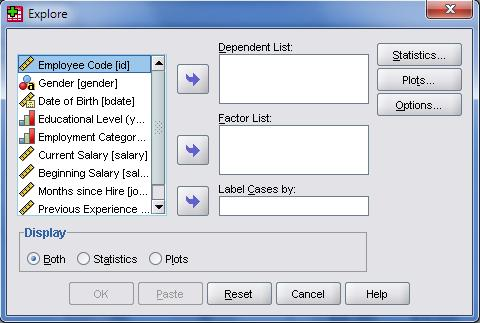 Explore
Dependent List:
Employee Code [id]
Gender [gender]
Date of Birth [bdate]
Educational Level (y...
Employment Categor...
Current Salary [salary]
Beginning Salary [sal...
Months since Hire [jo...
Previous Experience ...
Factor List:
Label Cases by:
Statistics...
Plots...
Options...
Display
Both
Statistics
Plots
OK
Paste
Reset
Cancel
Help